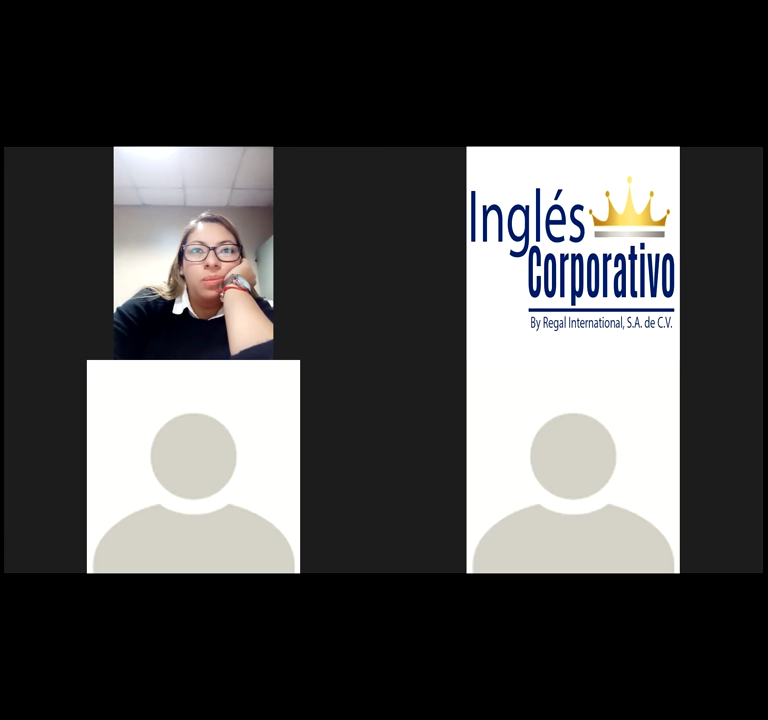 Inglés
Corporativo
By Regal International, S.A. de C.V.